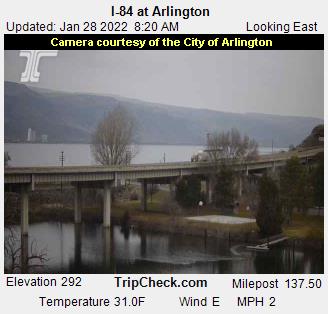 I-84 at Arlington
Updated: Jan 28 2022 8:20 AM Looking East
Camera courtesy of the City of Arlington
Elevation 292 TripCheck.com Milepost 137.50
Temperature 31.0F Wind E MPH 2